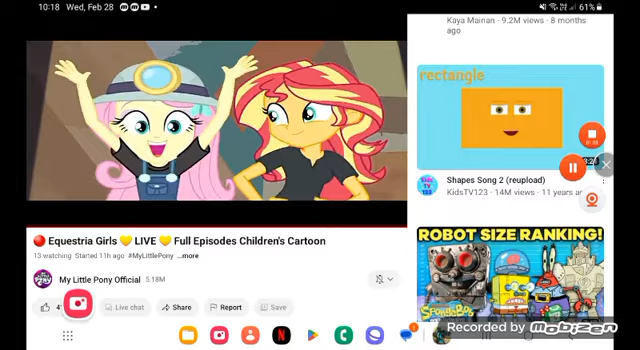 10:18 Wed, Feb 28
61%
Kaya Mainan · 9.2M views · 8 months
ago
rectangle
Shapes Song 2 (reupload)
KidsTV123 · 14M views · 11 years
Equestria Girls 💛 LIVE 💛 Full Episodes Children's Cartoon
13 watching Started 11h ago #MyLittlePony ...more
My Little Pony Official 5.18M
Live chat Share Report Save
ROBOT SIZE RANKING!
SpongeBob
Recorded by mobizen